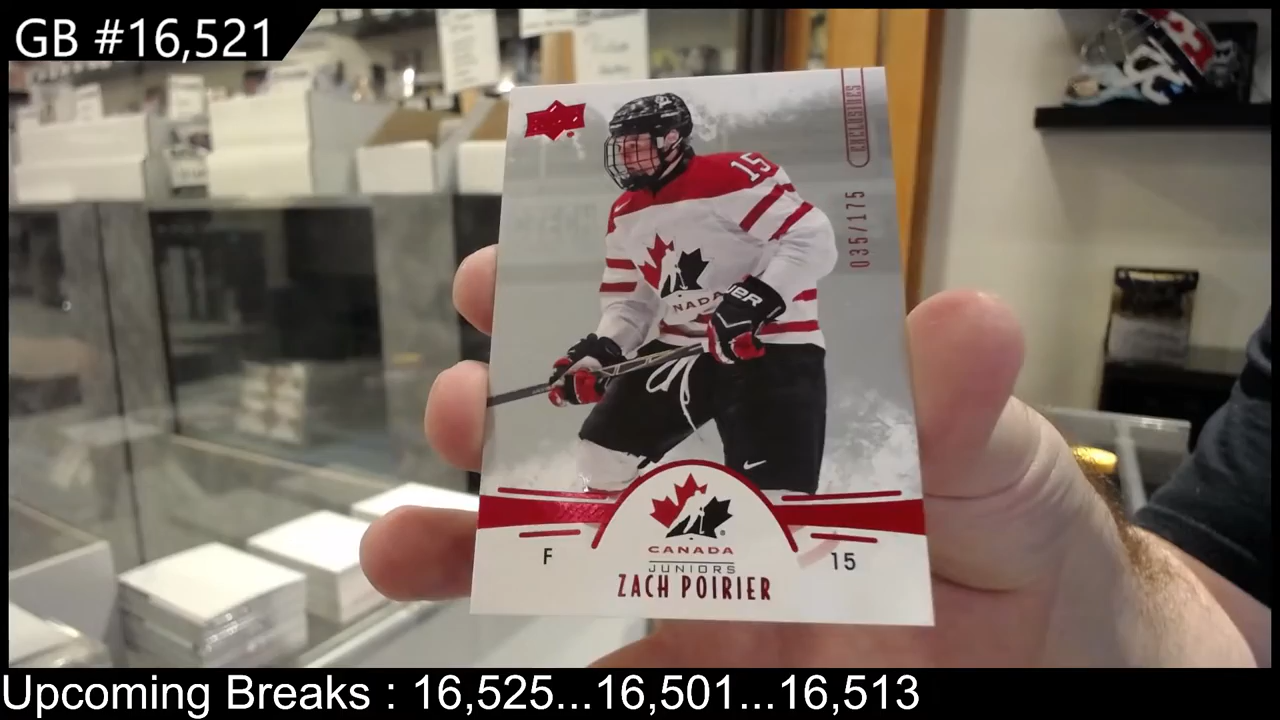 GB #16,521
EXCLUSIVES
035/175
15
CANADA
F
CANADA
JUNIORS
15
ZACH POIRIER
Upcoming Breaks : 16,525...16,501...16,513